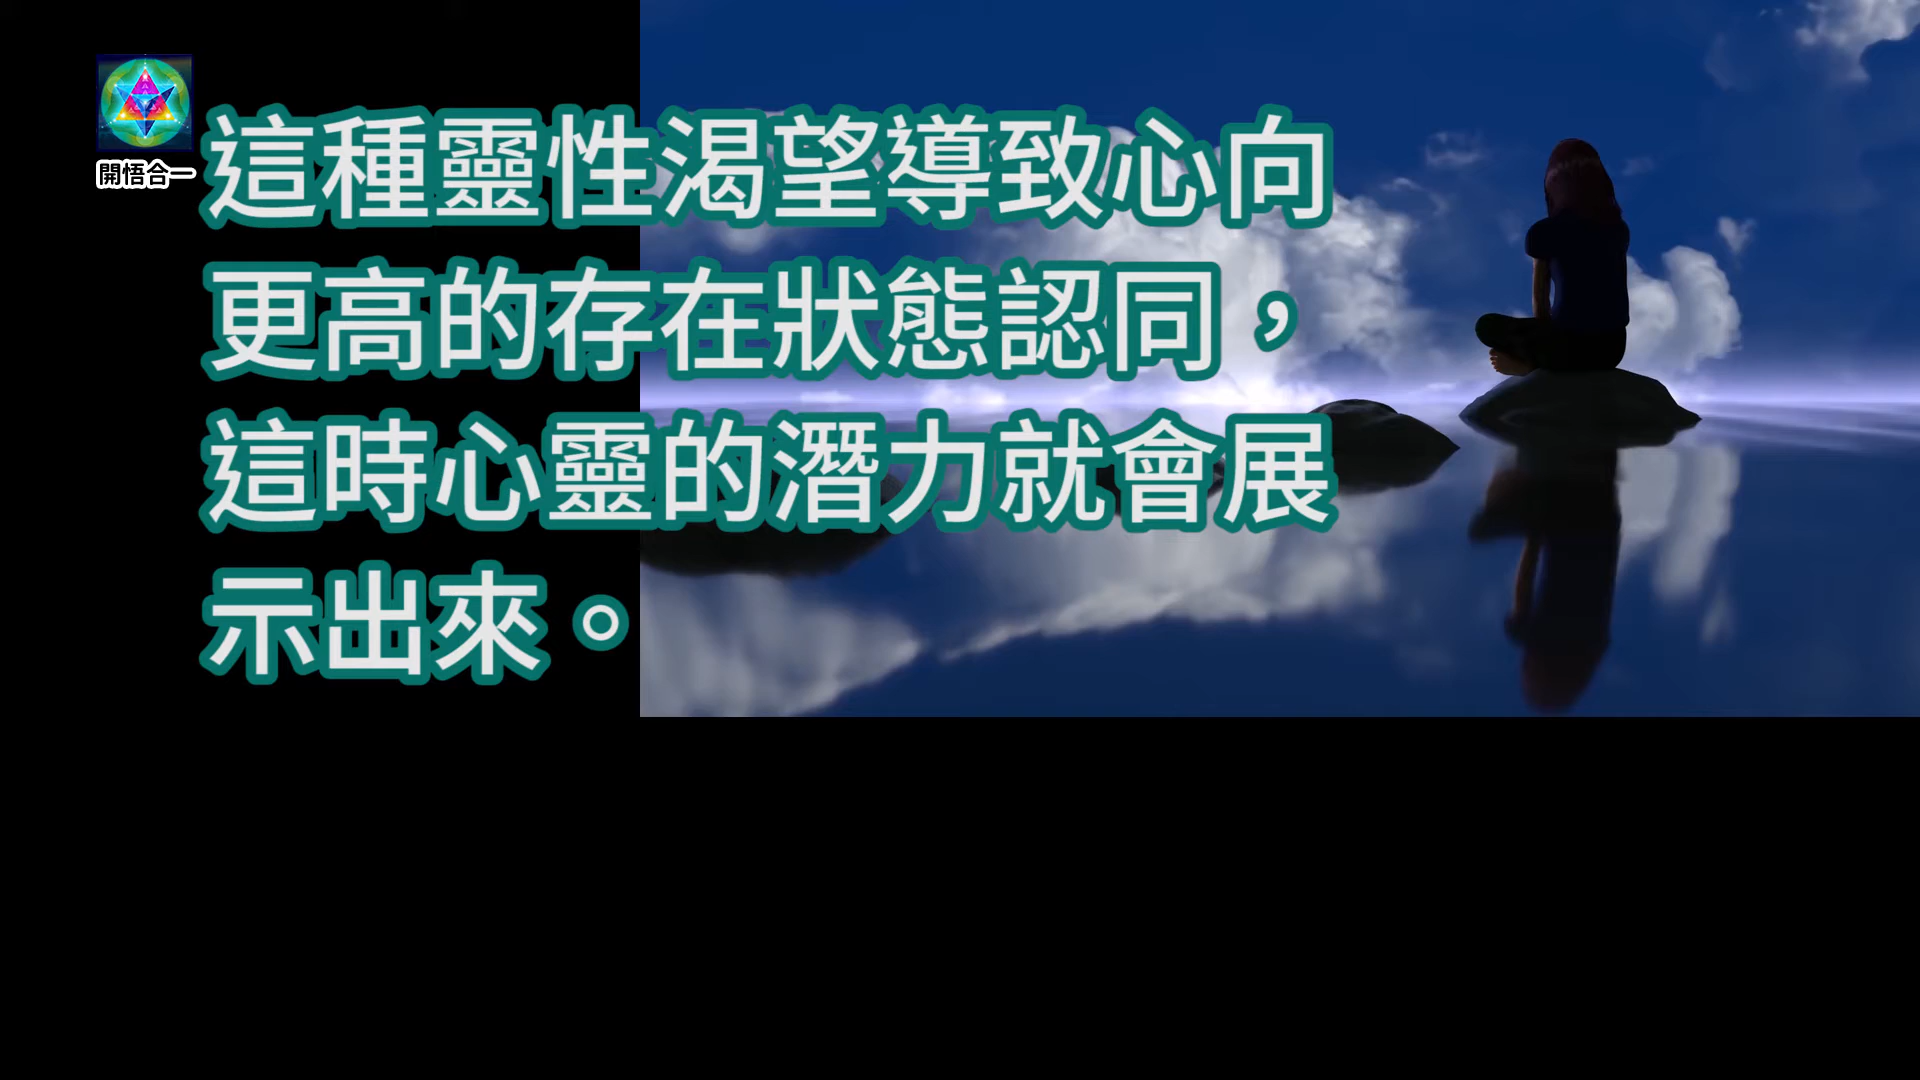 開悟合一
這種靈性渴望導致心向
更高的存在狀態認同，
這時心靈的潛力就會展
示出來。